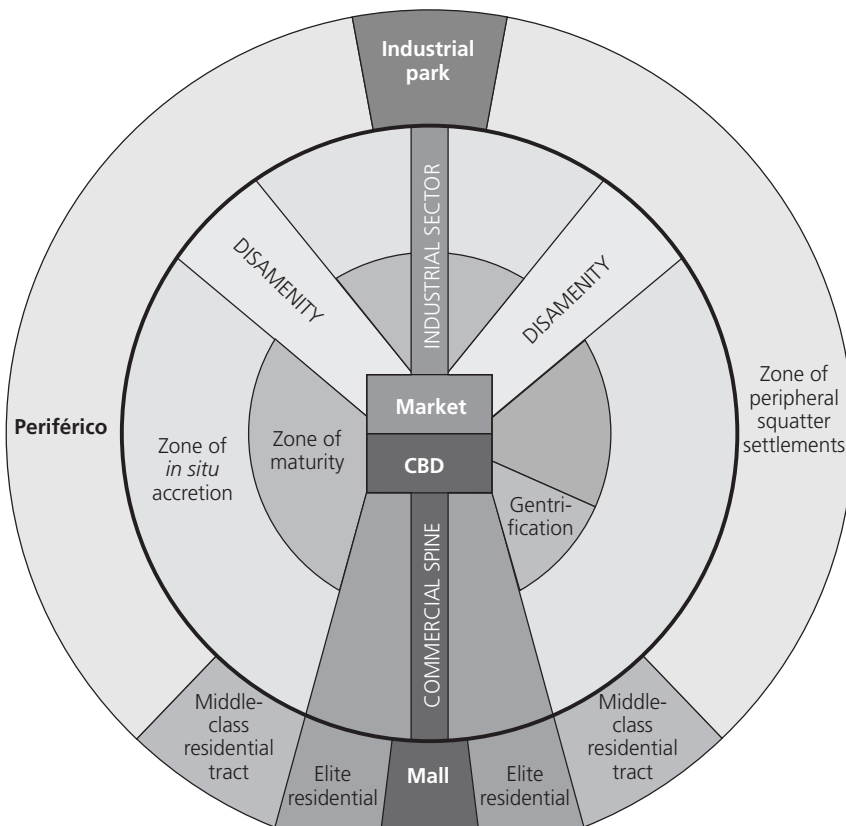 Industrial
park
INDUSTRIAL SECTOR
DISAMENITY
DISAMENITY
Market
CBD
Periférico
Zone of
in situ
accretion
Zone of
maturity
Zone of
peripheral
squatter
settlements
Gentri-
fication
COMMERCIAL SPINE
Middle-
class
residential
tract
Elite
residential
Mall
Elite
residential
Middle-
class
residential
tract